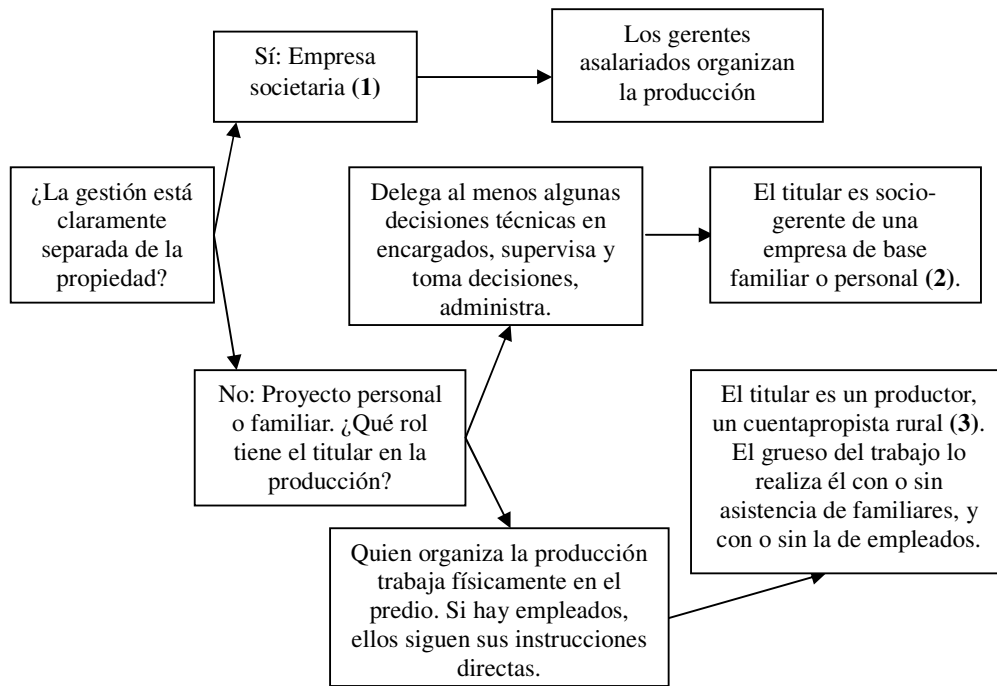 Sí: Empresa
societaria (1)
Los gerentes
asalariados organizan
la producción
¿La gestión está
claramente
separada de la
propiedad?
Delega al menos algunas
decisiones técnicas en
encargados, supervisa y
toma decisiones,
administra.
El titular es socio-
gerente de una
empresa de base
familiar o personal (2).
No: Proyecto personal
o familiar. ¿Qué rol
tiene el titular en la
producción?
El titular es un productor,
un cuentapropista rural (3).
El grueso del trabajo lo
realiza él con o sin
asistencia de familiares, y
con o sin la de empleados.
Quien organiza la producción
trabaja físicamente en el
predio. Si hay empleados,
ellos siguen sus instrucciones
directas.